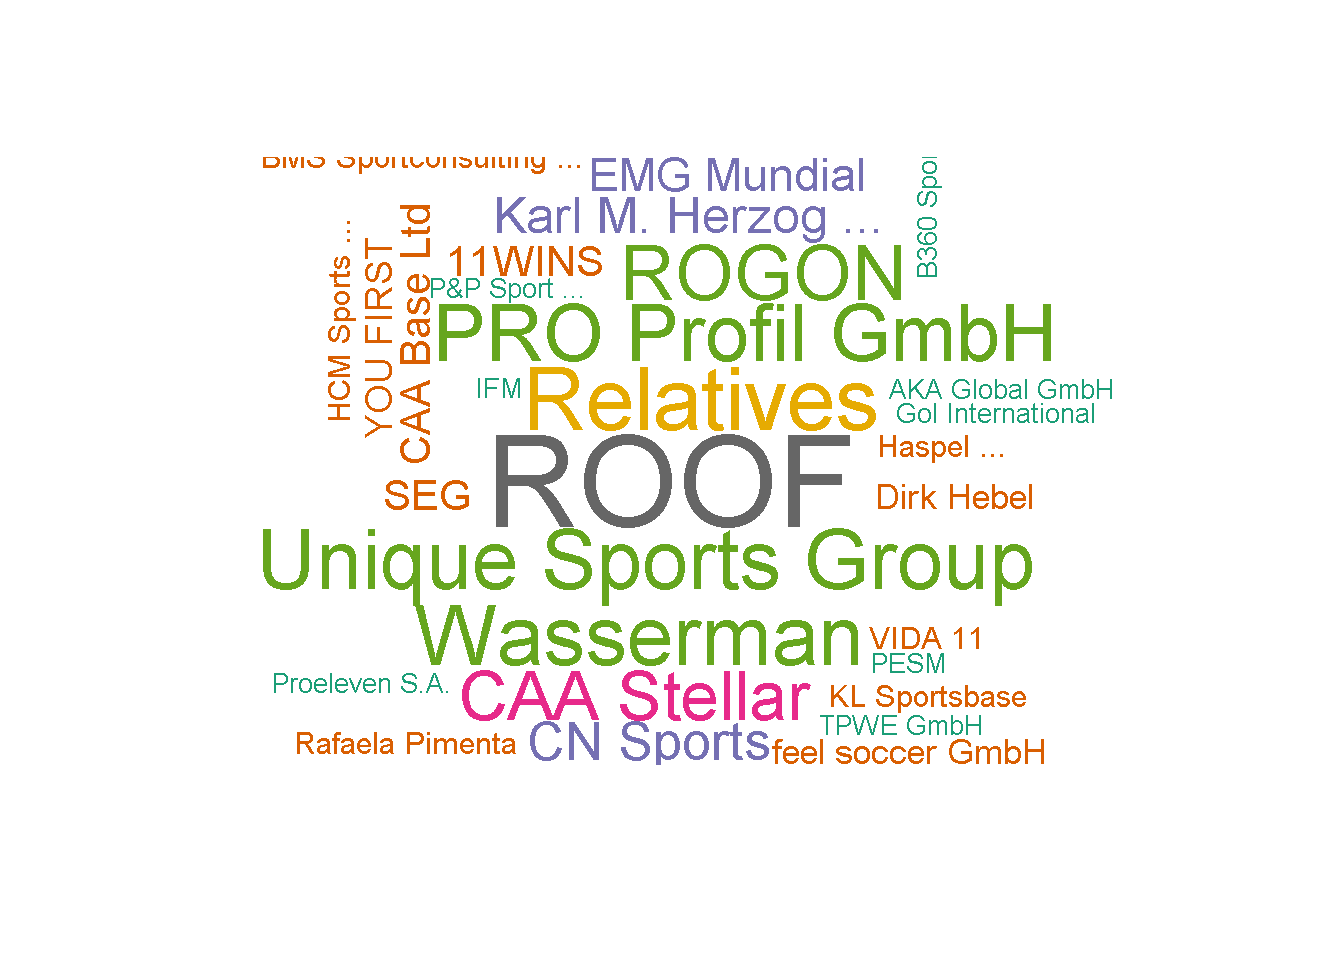 BMS Sportconsulting ...
EMG Mundial
Karl M. Herzog ...
B360 Spor
HCM Sports ...
YOU FIRST
CAA Base Ltd
11WINS
ROGON
P&P Sport ...
PRO Profil GmbH
IFM
Relatives
AKA Global GmbH
Gol International
ROOF
Haspel ...
SEG
Dirk Hebel
Unique Sports Group
Wasserman
VIDA 11
PESM
Proeleven S.A.
CAA Stellar
KL Sportsbase
TPWE GmbH
Rafaela Pimenta
CN Sports
feel soccer GmbH